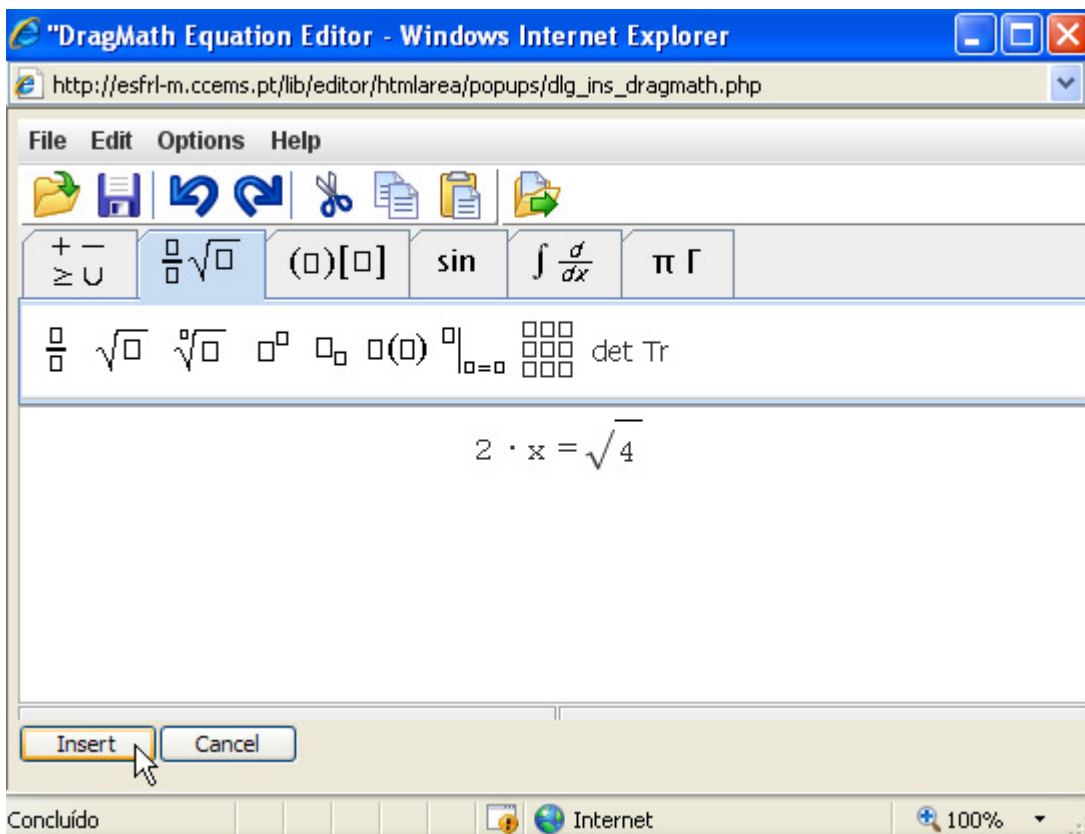 "DragMath Equation Editor - Windows Internet Explorer
http://esfrl-m.ccems.pt/lib/editor/htmlarea/popups/dlg_ins_dragmath.php
File Edit Options Help
+ − ≥ ∪ □/□ √□ (□)[□] sin ∫ d/dx π Γ
□/□ √□ □√□ □^□ □_□ □(□) □|□=□ det Tr
2 · x = √4
Insert Cancel
Concluído Internet 100%